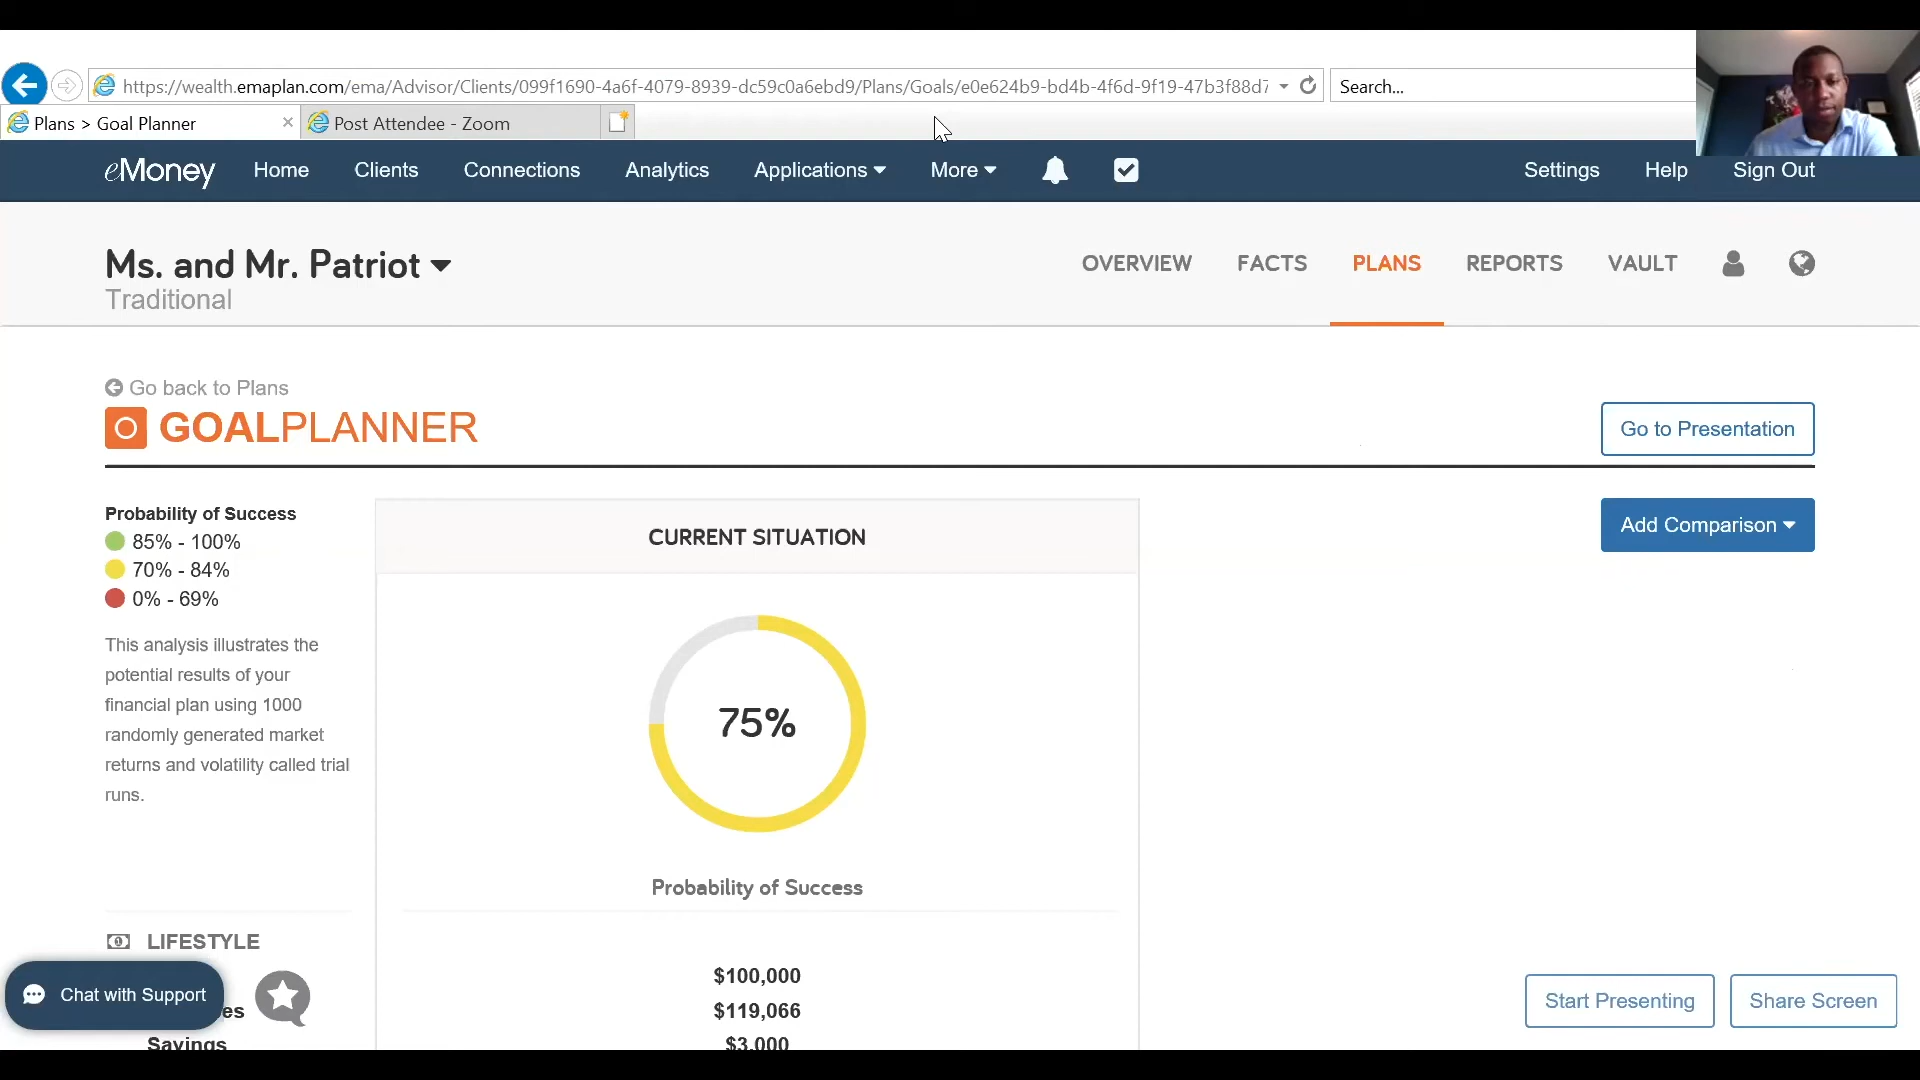 https://wealth.emaplan.com/ema/Advisor/Clients/099f1690-4a6f-4079-8939-dc59c0a6ebd9/Plans/Goals/e0e624b9-bd4b-4f6d-9f19-47b3f88d7
Search...
Plans > Goal Planner
Post Attendee - Zoom
eMoney
Home
Clients
Connections
Analytics
Applications
More
Settings
Help
Sign Out
Ms. and Mr. Patriot
Traditional
OVERVIEW
FACTS
PLANS
REPORTS
VAULT
Go back to Plans
GOALPLANNER
Go to Presentation
Probability of Success
85% - 100%
70% - 84%
0% - 69%
This analysis illustrates the
potential results of your
financial plan using 1000
randomly generated market
returns and volatility called trial
runs.
CURRENT SITUATION
Add Comparison
75%
Probability of Success
LIFESTYLE
$100,000
Chat with Support
es
$119,066
Savings
$3,000
Start Presenting
Share Screen